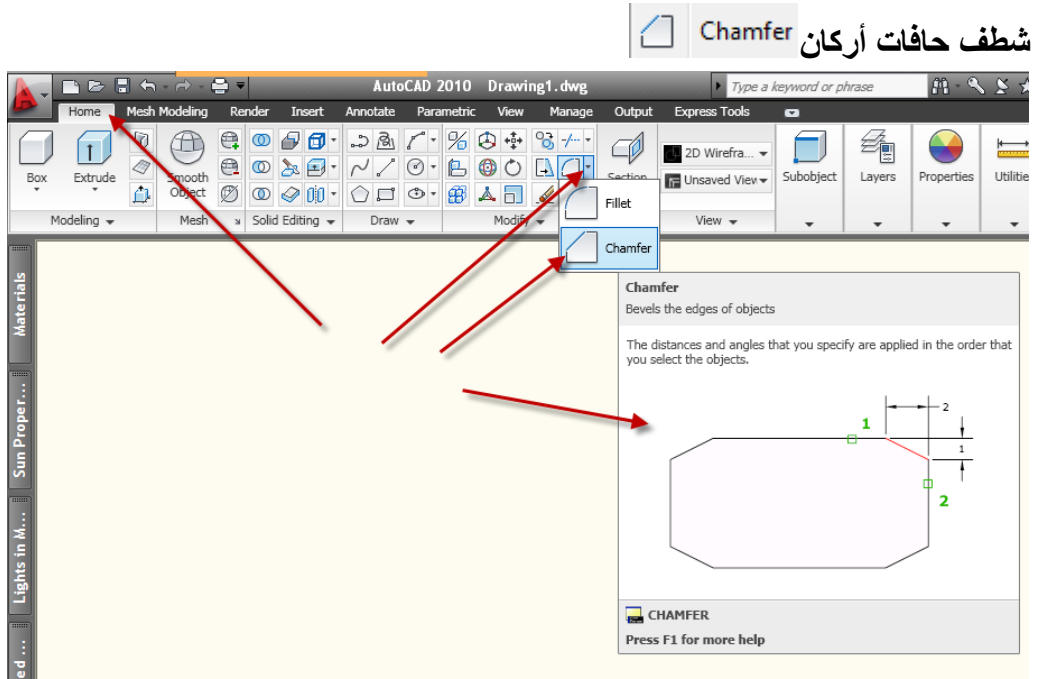 شطف حافات أركان Chamfer
AutoCAD 2010 Drawing1.dwg Type a keyword or phrase
Home Mesh Modeling Render Insert Annotate Parametric View Manage Output Express Tools
Box Extrude Smooth Object Section 2D Wirefra... Unsaved View Subobject Layers Properties Utilitie
Modeling Mesh Solid Editing Draw Modify View
Fillet
Chamfer
Materials
Sun Proper...
Lights in M...
ed ...
Chamfer
Bevels the edges of objects
The distances and angles that you specify are applied in the order that
you select the objects.
2
1
1
2
CHAMFER
Press F1 for more help